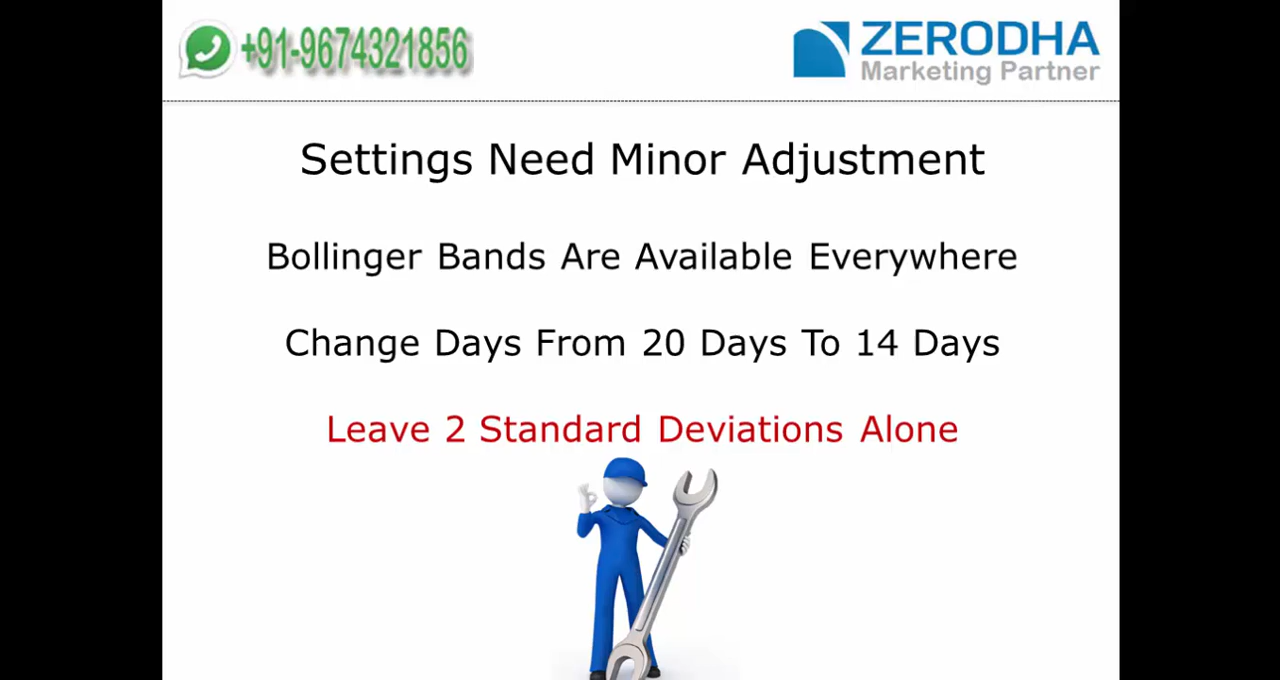 +91-9674321856
ZERODHA
Marketing Partner
Settings Need Minor Adjustment
Bollinger Bands Are Available Everywhere
Change Days From 20 Days To 14 Days
Leave 2 Standard Deviations Alone